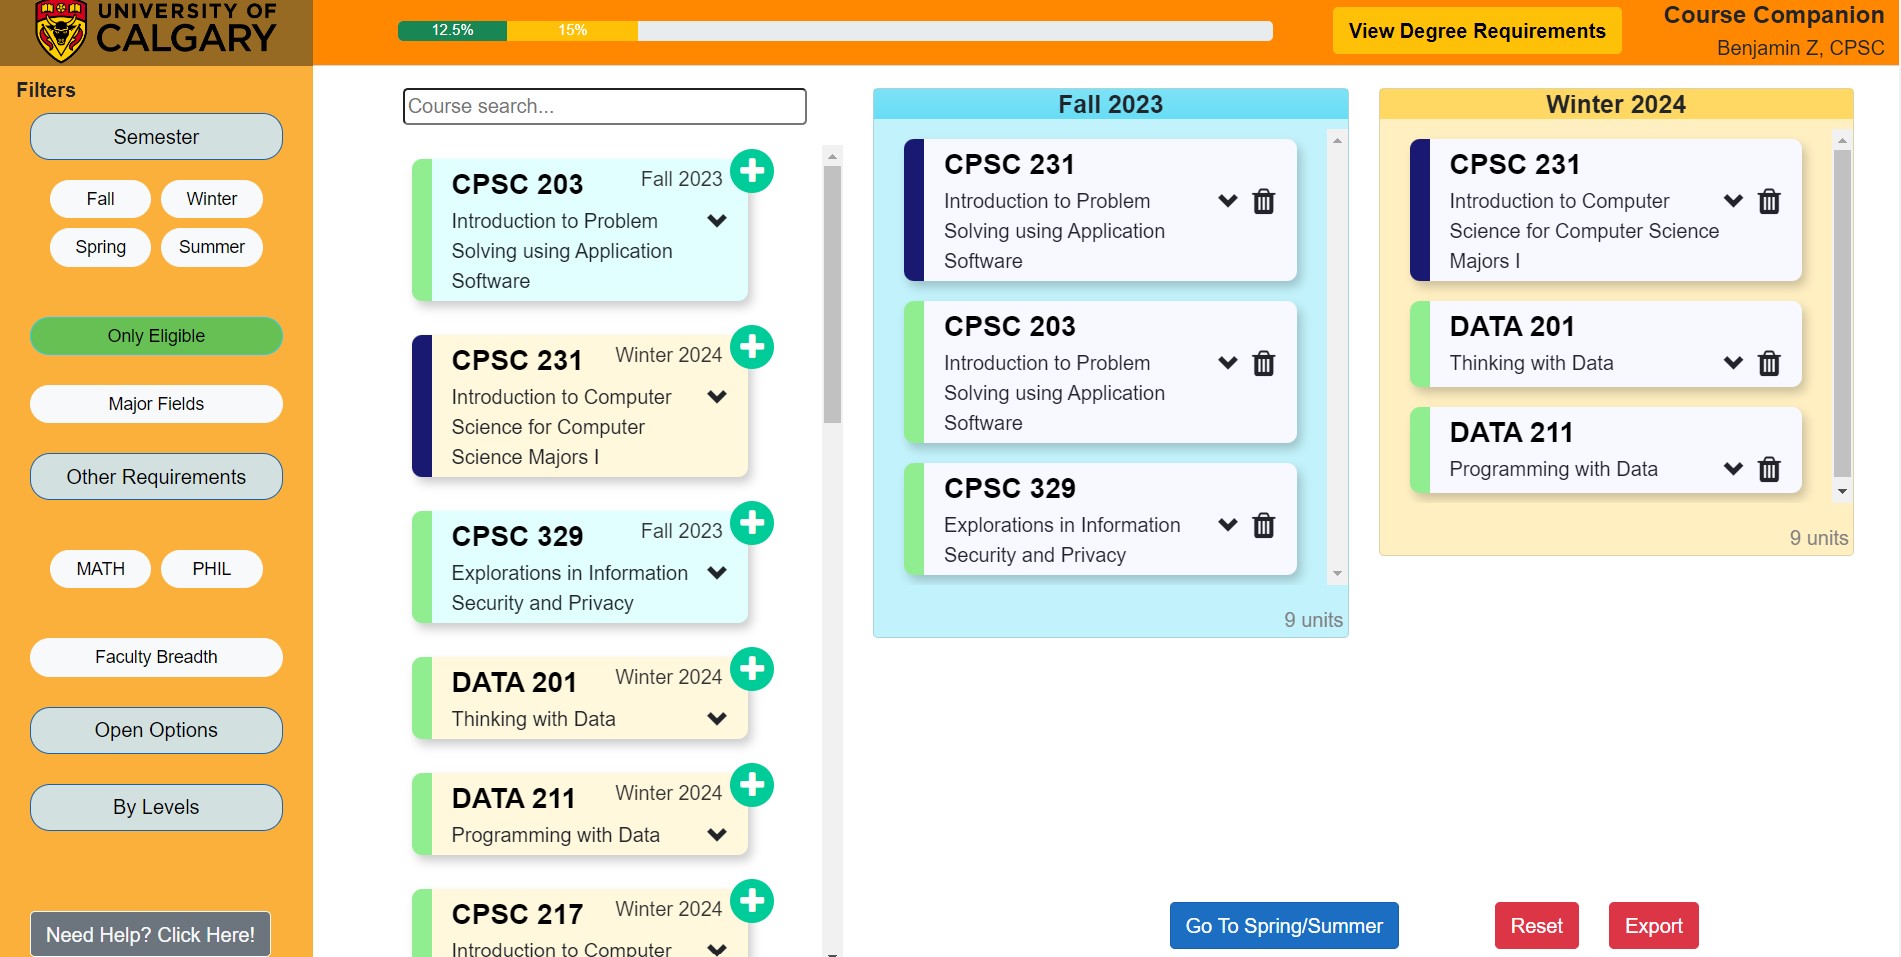 UNIVERSITY OF
CALGARY
12.5%
15%
View Degree Requirements
Course Companion
Benjamin Z, CPSC
Filters
Semester
Fall
Winter
Spring
Summer
Only Eligible
Major Fields
Other Requirements
MATH
PHIL
Faculty Breadth
Open Options
By Levels
Need Help? Click Here!
Course search...
CPSC 203
Fall 2023
Introduction to Problem
Solving using Application
Software
CPSC 231
Winter 2024
Introduction to Computer
Science for Computer
Science Majors I
CPSC 329
Fall 2023
Explorations in Information
Security and Privacy
DATA 201
Winter 2024
Thinking with Data
DATA 211
Winter 2024
Programming with Data
CPSC 217
Winter 2024
Introduction to Computer
Fall 2023
CPSC 231
Introduction to Problem
Solving using Application
Software
CPSC 203
Introduction to Problem
Solving using Application
Software
CPSC 329
Explorations in Information
Security and Privacy
9 units
Winter 2024
CPSC 231
Introduction to Computer
Science for Computer Science
Majors I
DATA 201
Thinking with Data
DATA 211
Programming with Data
9 units
Go To Spring/Summer
Reset
Export